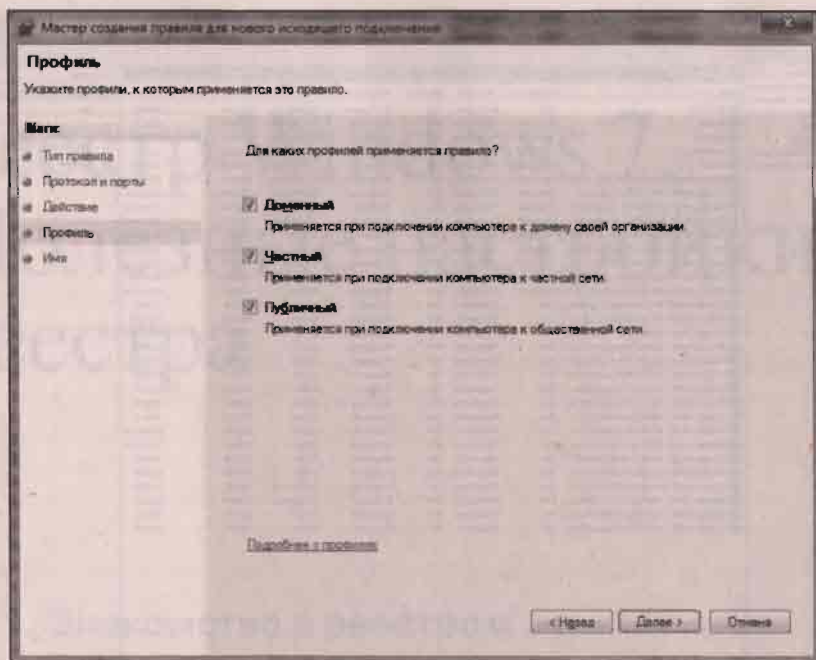 Мастер создания правила для нового исходящего подключения
Профиль
Укажите профили, к которым применяется это правило.
Шаги:
Тип правила
Протокол и порты
Действие
Профиль
Имя
Для каких профилей применяется правило?
Доменный
Применяется при подключении компьютера к домену своей организации.
Частный
Применяется при подключении компьютера к частной сети.
Публичный
Применяется при подключении компьютера к общественной сети.
Подробнее о профилях
< Назад
Далее >
Отмена